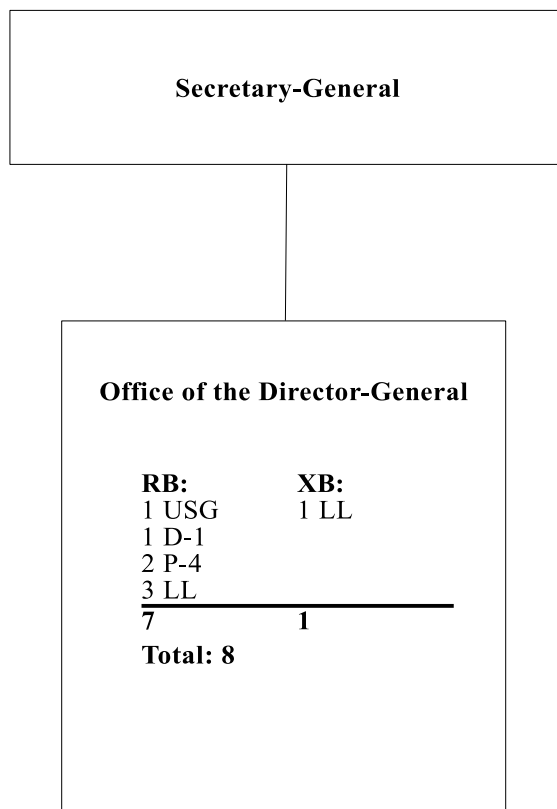 Secretary-General
Office of the Director-General
RB: XB:
1 USG 1 LL
1 D-1
2 P-4
3 LL
7 1
Total: 8